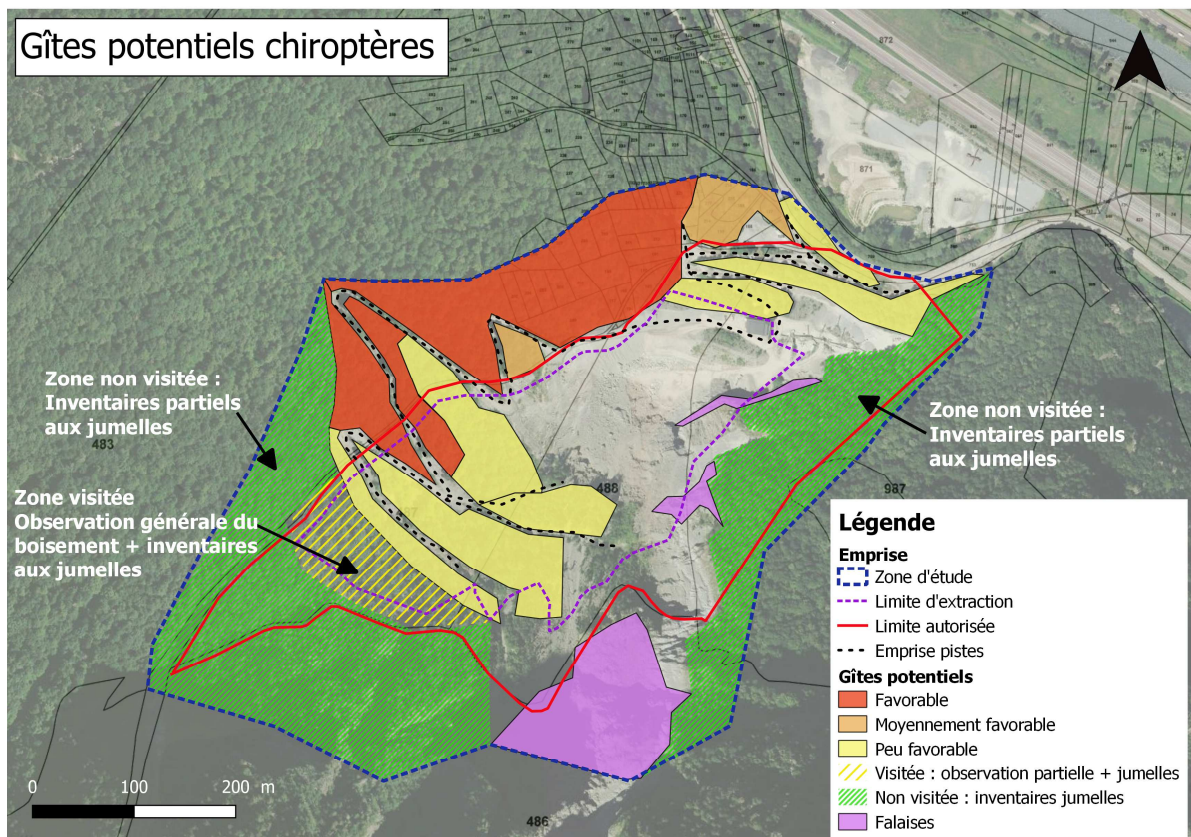 Gîtes potentiels chiroptères
872
871
Zone non visitée :
Inventaires partiels
aux jumelles
483
Zone visitée
Observation générale du
boisement + inventaires
aux jumelles
Zone non visitée :
Inventaires partiels
aux jumelles
488
987
486
Légende
Emprise
Zone d'étude
Limite d'extraction
Limite autorisée
Emprise pistes
Gîtes potentiels
Favorable
Moyennement favorable
Peu favorable
Visitée : observation partielle + jumelles
Non visitée : inventaires jumelles
Falaises
0 100 200 m